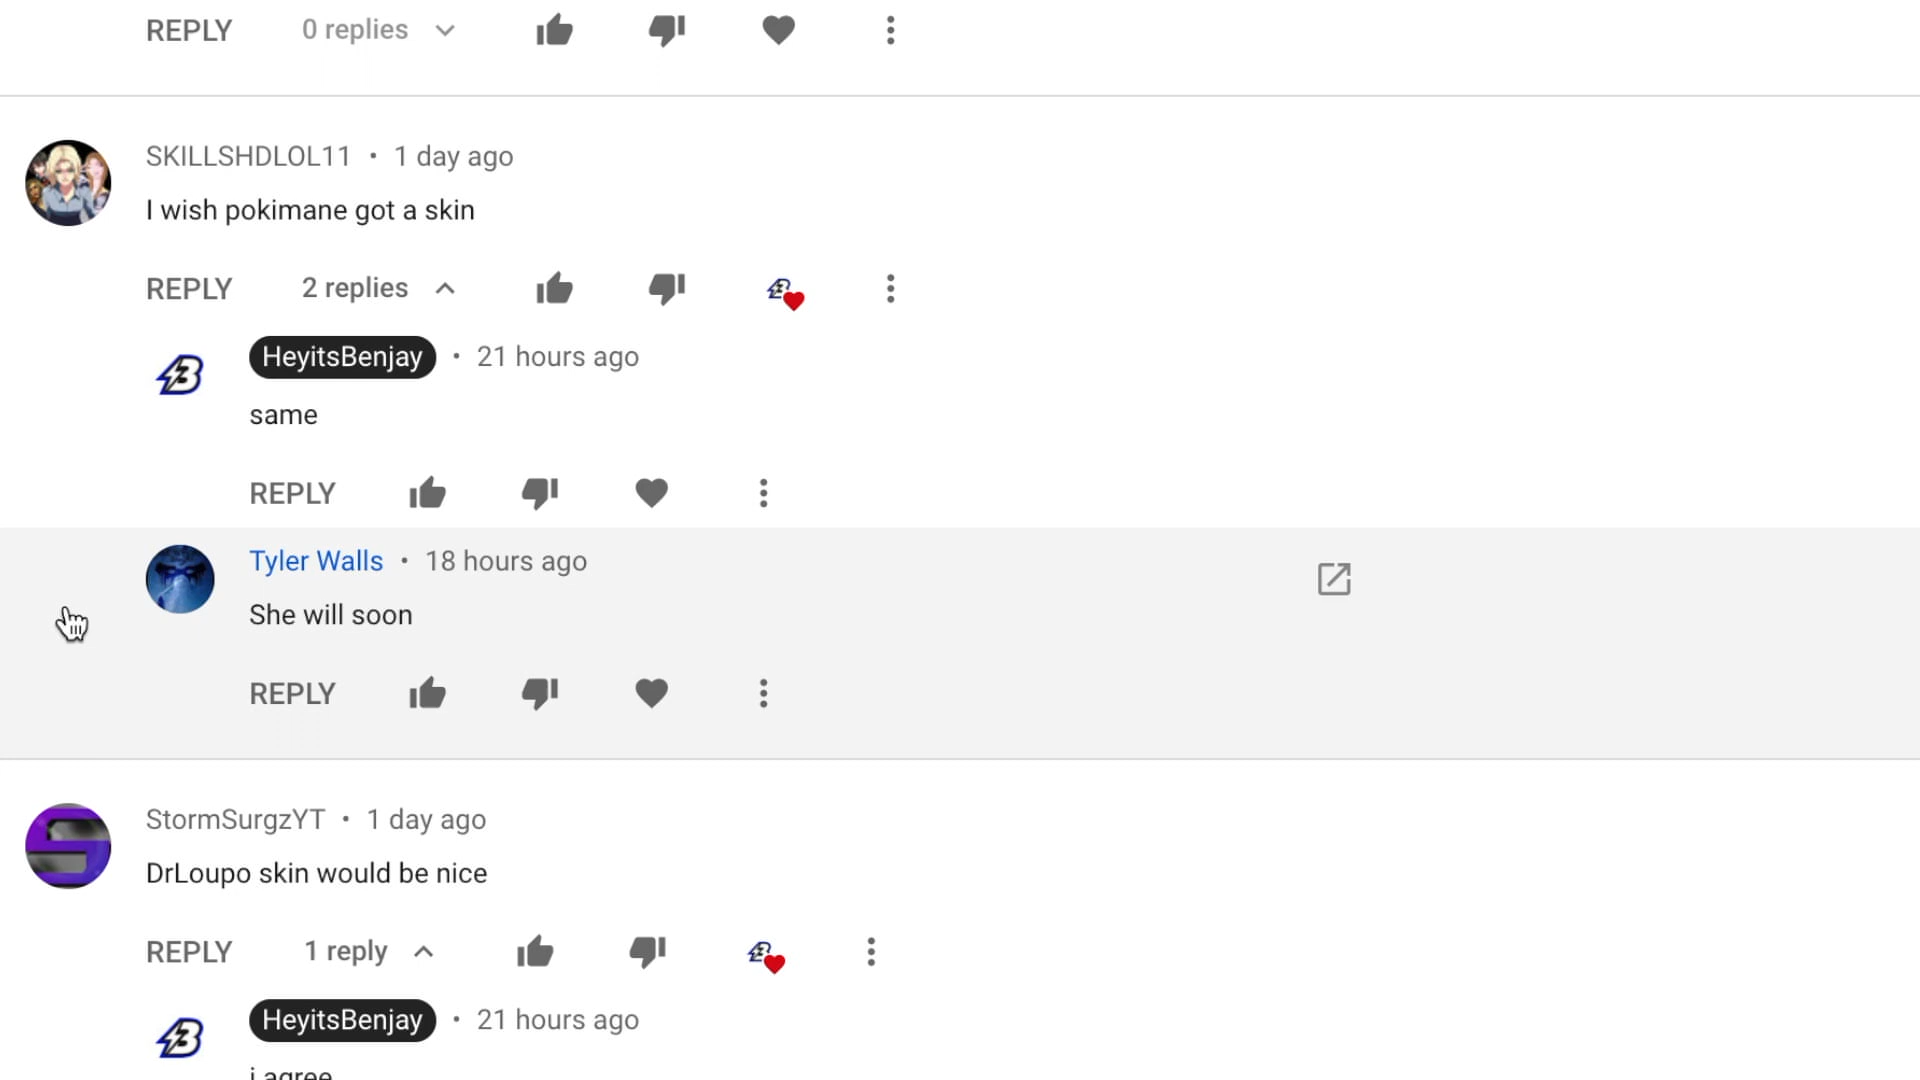 REPLY 0 replies
SKILLSHDLOL11 • 1 day ago
I wish pokimane got a skin
REPLY 2 replies
HeyitsBenjay • 21 hours ago
same
REPLY
Tyler Walls • 18 hours ago
She will soon
REPLY
StormSurgzYT • 1 day ago
DrLoupo skin would be nice
REPLY 1 reply
HeyitsBenjay • 21 hours ago
i agree